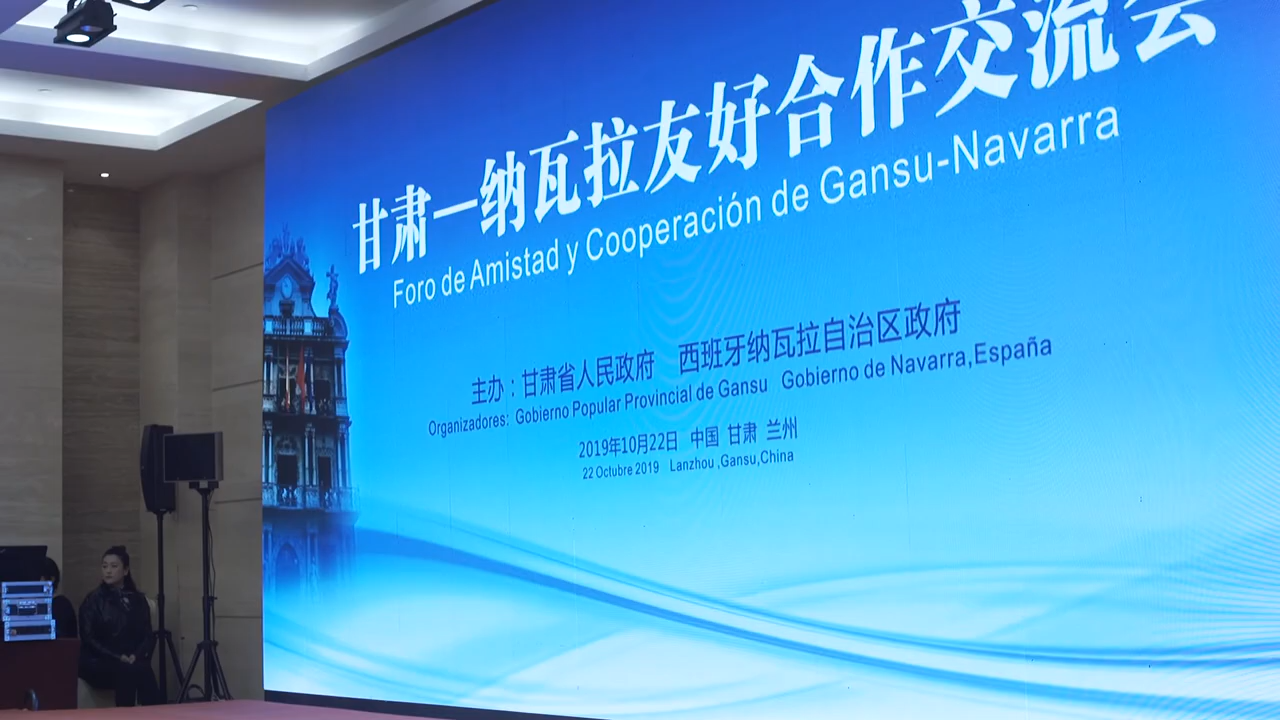 甘肃—纳瓦拉友好合作交流会
Foro de Amistad y Cooperación de Gansu-Navarra
主办：甘肃省人民政府 西班牙纳瓦拉自治区政府
Organizadores: Gobierno Popular Provincial de Gansu Gobierno de Navarra,España
2019年10月22日 中国 甘肃 兰州
22 Octubre 2019 Lanzhou ,Gansu,China